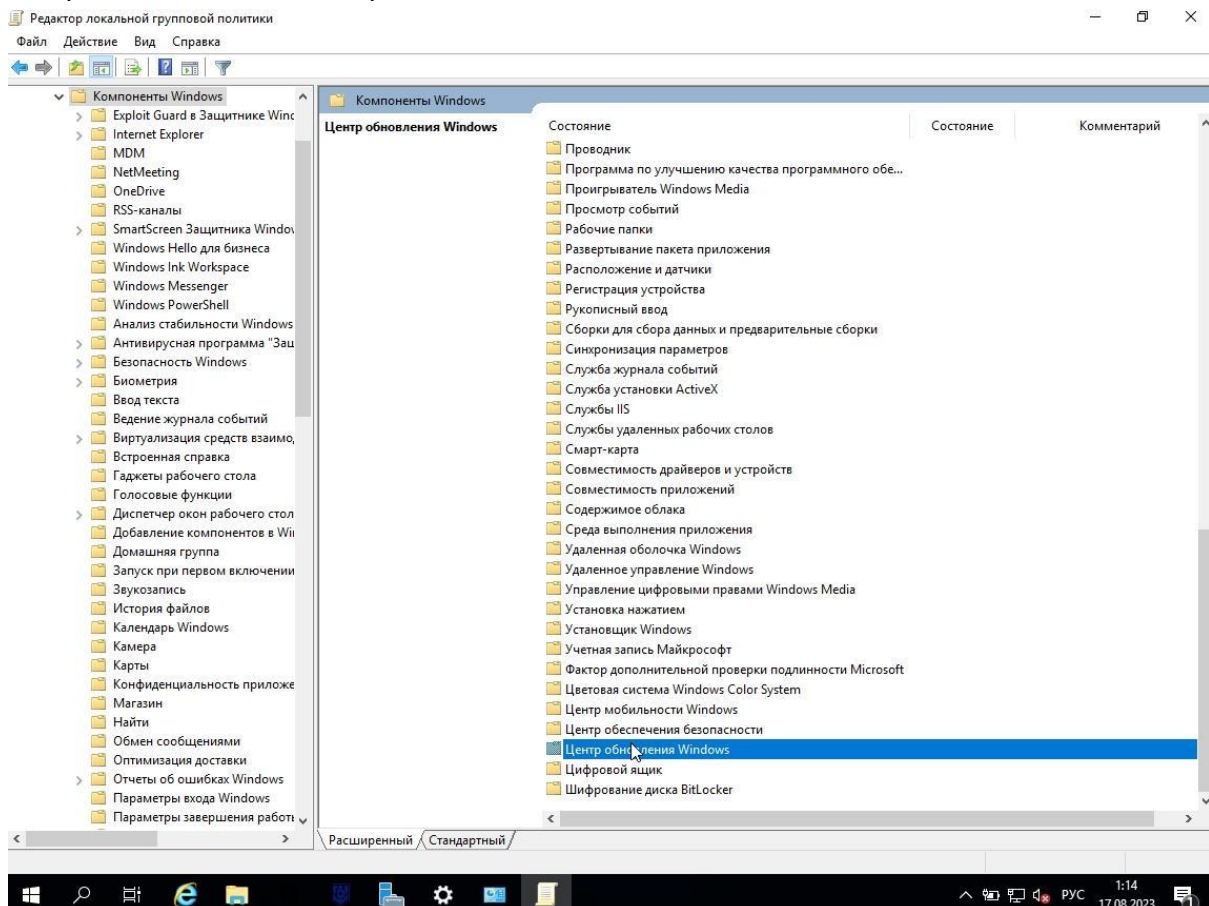 Редактор локальной групповой политики
Файл Действие Вид Справка
Компоненты Windows
Exploit Guard в Защитнике Winc
Internet Explorer
MDM
NetMeeting
OneDrive
RSS-каналы
SmartScreen Защитника Window
Windows Hello для бизнеса
Windows Ink Workspace
Windows Messenger
Windows PowerShell
Анализ стабильности Windows
Антивирусная программа "Защ
Безопасность Windows
Биометрия
Ввод текста
Ведение журнала событий
Виртуализация средств взаимо,
Встроенная справка
Гаджеты рабочего стола
Голосовые функции
Диспетчер окон рабочего стол
Добавление компонентов в Wi
Домашняя группа
Запуск при первом включении
Звукозапись
История файлов
Календарь Windows
Камера
Карты
Конфиденциальность приложе
Магазин
Найти
Обмен сообщениями
Оптимизация доставки
Отчеты об ошибках Windows
Параметры входа Windows
Параметры завершения работы
Компоненты Windows
Центр обновления Windows
Состояние Состояние Комментарий
Проводник
Программа по улучшению качества программного обе...
Проигрыватель Windows Media
Просмотр событий
Рабочие папки
Развертывание пакета приложения
Расположение и датчики
Регистрация устройства
Рукописный ввод
Сборки для сбора данных и предварительные сборки
Синхронизация параметров
Служба журнала событий
Служба установки ActiveX
Службы IIS
Службы удаленных рабочих столов
Смарт-карта
Совместимость драйверов и устройств
Совместимость приложений
Содержимое облака
Среда выполнения приложения
Удаленная оболочка Windows
Удаленное управление Windows
Управление цифровыми правами Windows Media
Установка нажатием
Установщик Windows
Учетная запись Майкрософт
Фактор дополнительной проверки подлинности Microsoft
Цветовая система Windows Color System
Центр мобильности Windows
Центр обеспечения безопасности
Центр обновления Windows
Цифровой ящик
Шифрование диска BitLocker
Расширенный Стандартный
РУС
1:14
17.08.2023
1